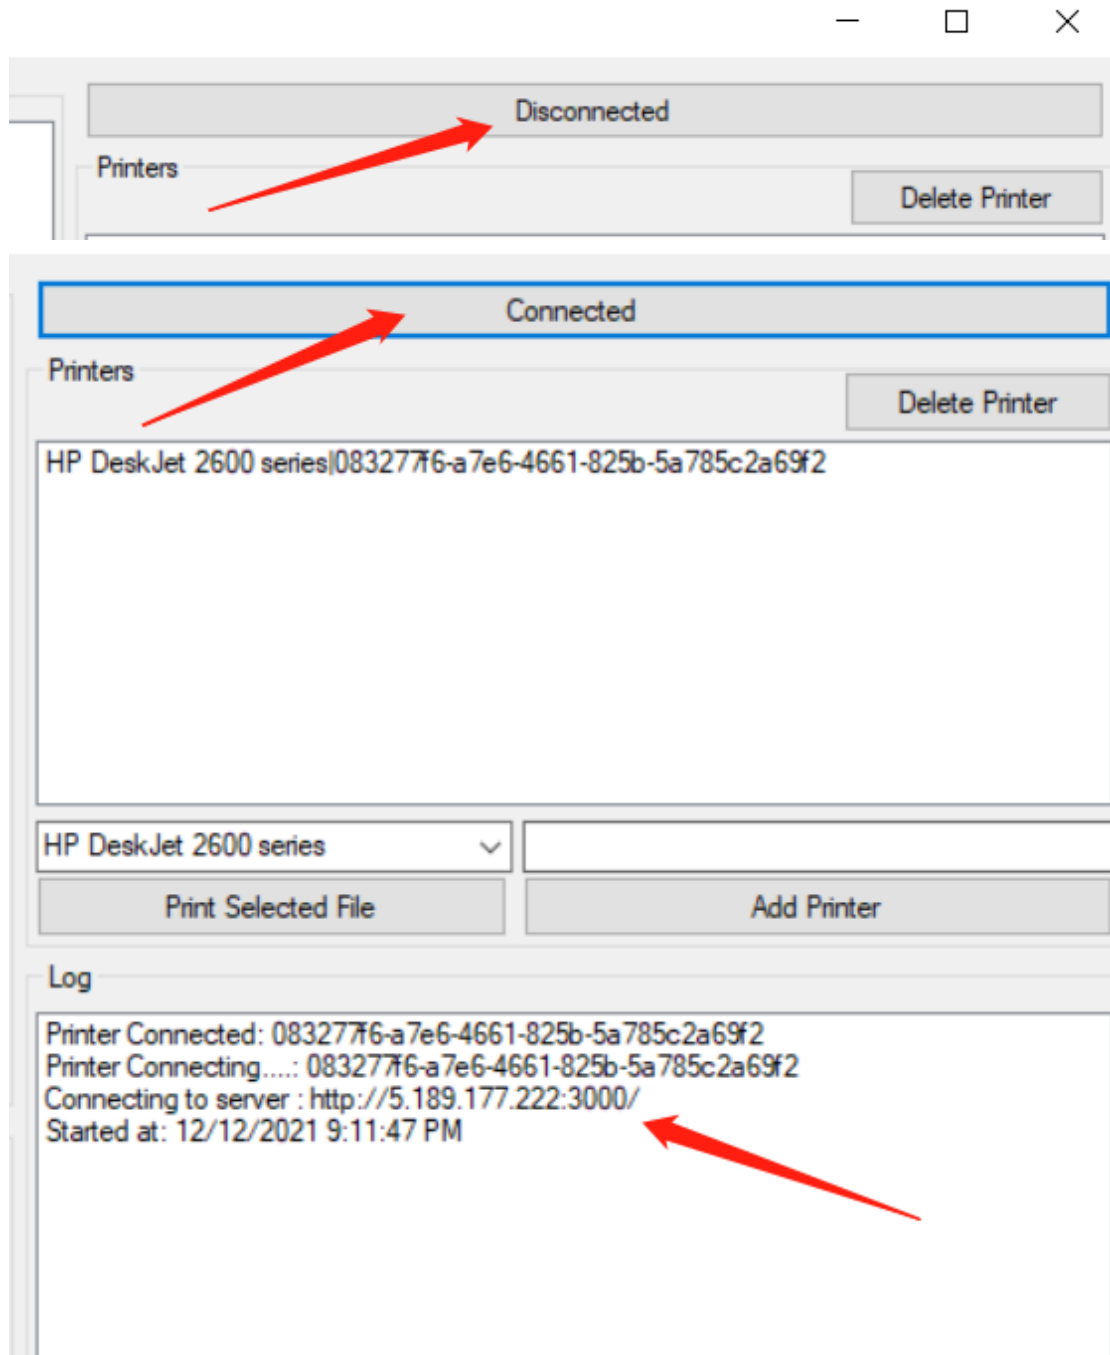 Disconnected
Printers
Delete Printer
Connected
Printers
Delete Printer
HP DeskJet 2600 series|083277f6-a7e6-4661-825b-5a785c2a69f2
HP DeskJet 2600 series
Print Selected File
Add Printer
Log
Printer Connected: 083277f6-a7e6-4661-825b-5a785c2a69f2
Printer Connecting....: 083277f6-a7e6-4661-825b-5a785c2a69f2
Connecting to server : http://5.189.177.222:3000/
Started at: 12/12/2021 9:11:47 PM